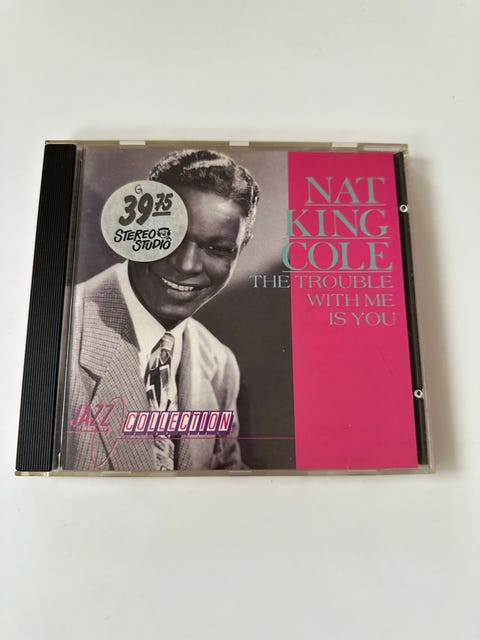 G
39.75
STEREO STUDIO
NAT
KING
COLE
THE TROUBLE
WITH ME
IS YOU
JAZZ COLLECTION